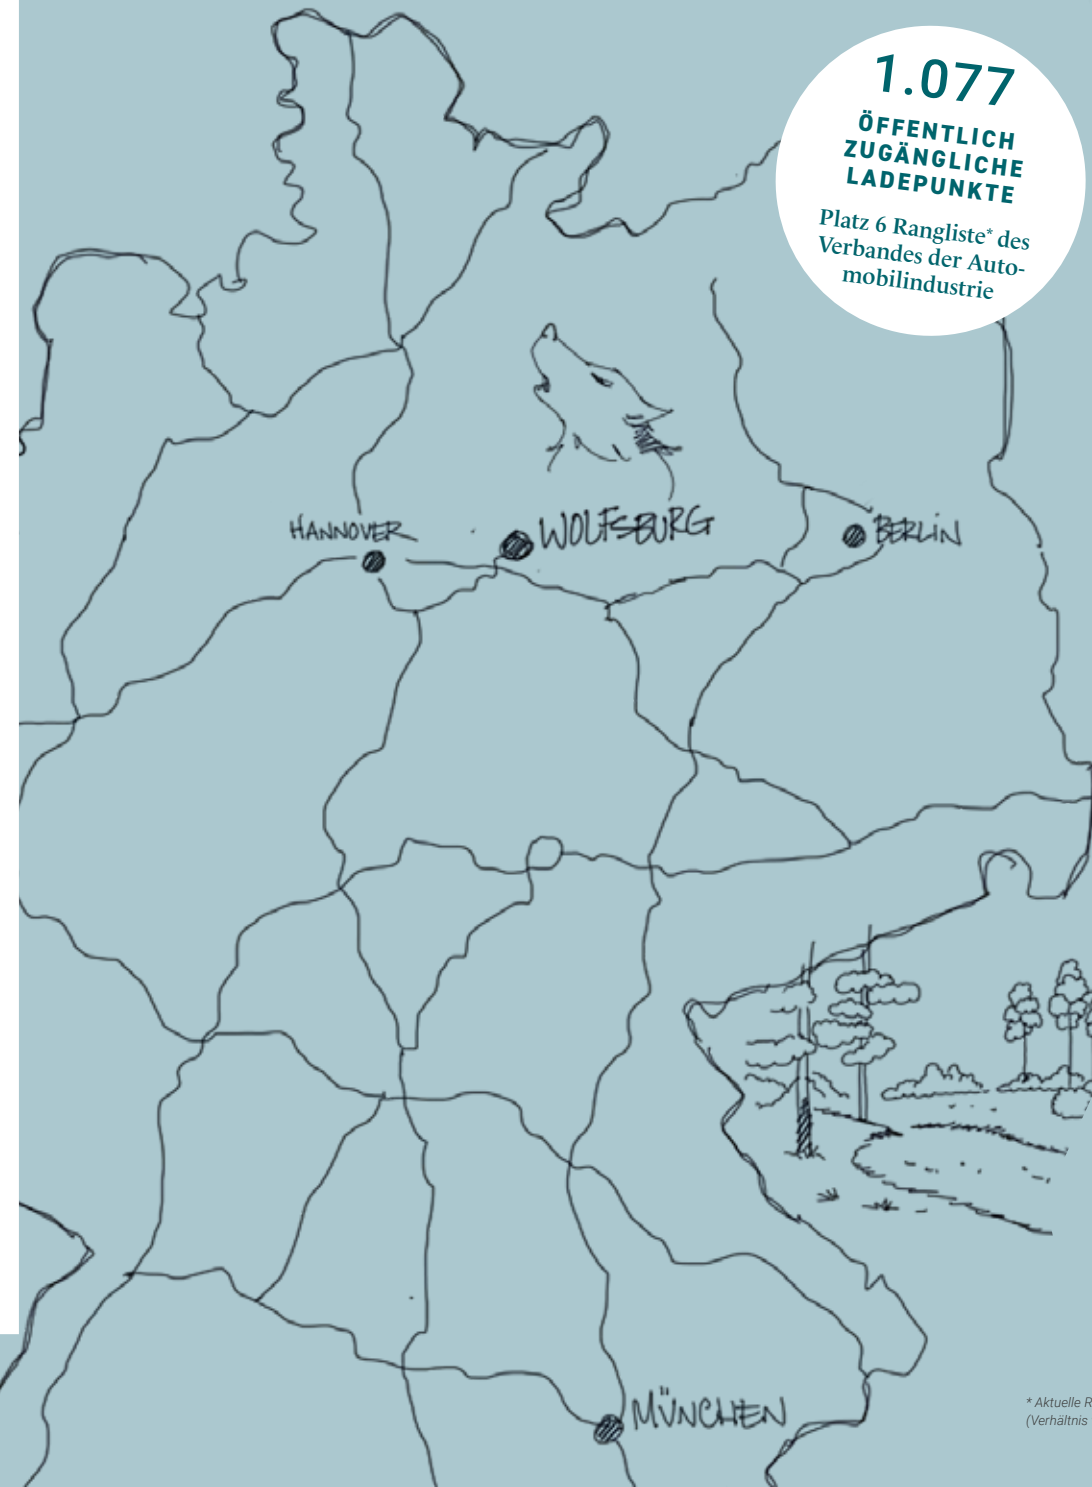 1.077
ÖFFENTLICH
ZUGÄNGLICHE
LADEPUNKTE
Platz 6 Rangliste* des
Verbandes der Auto-
mobilindustrie
HANNOVER
WOLFSBURG
BERLIN
MÜNCHEN
* Aktuelle R
(Verhältnis